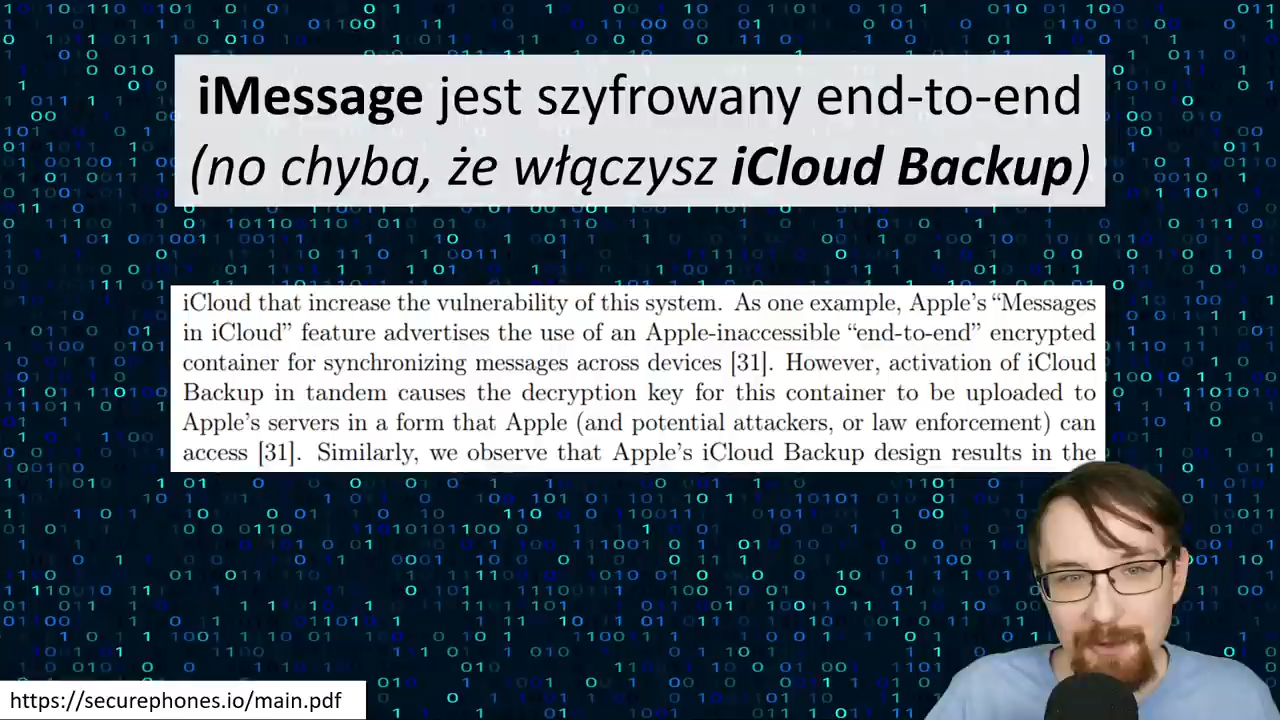 iMessage jest szyfrowany end-to-end
(no chyba, że włączysz iCloud Backup)
iCloud that increase the vulnerability of this system. As one example, Apple's “Messages
in iCloud” feature advertises the use of an Apple-inaccessible “end-to-end” encrypted
container for synchronizing messages across devices [31]. However, activation of iCloud
Backup in tandem causes the decryption key for this container to be uploaded to
Apple's servers in a form that Apple (and potential attackers, or law enforcement) can
access [31]. Similarly, we observe that Apple's iCloud Backup design results in the
https://securephones.io/main.pdf